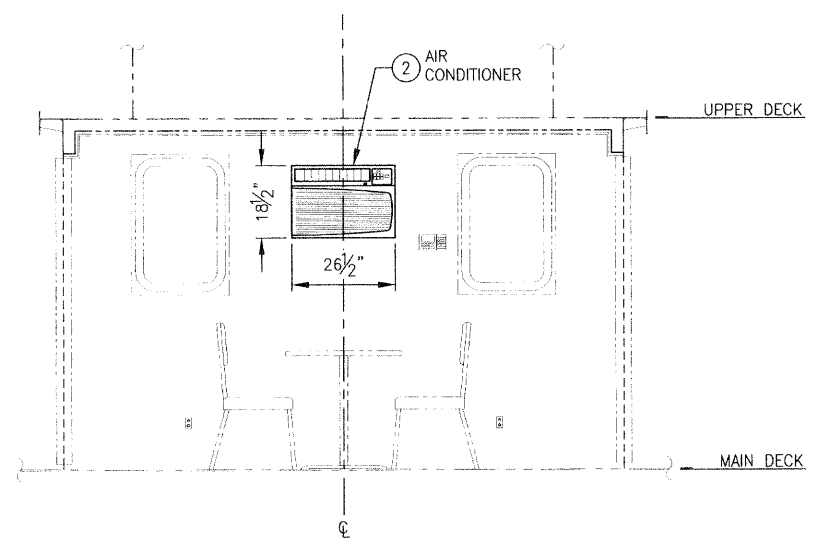 AIR
2 CONDITIONER
UPPER DECK
18½"
26½"
MAIN DECK
℄